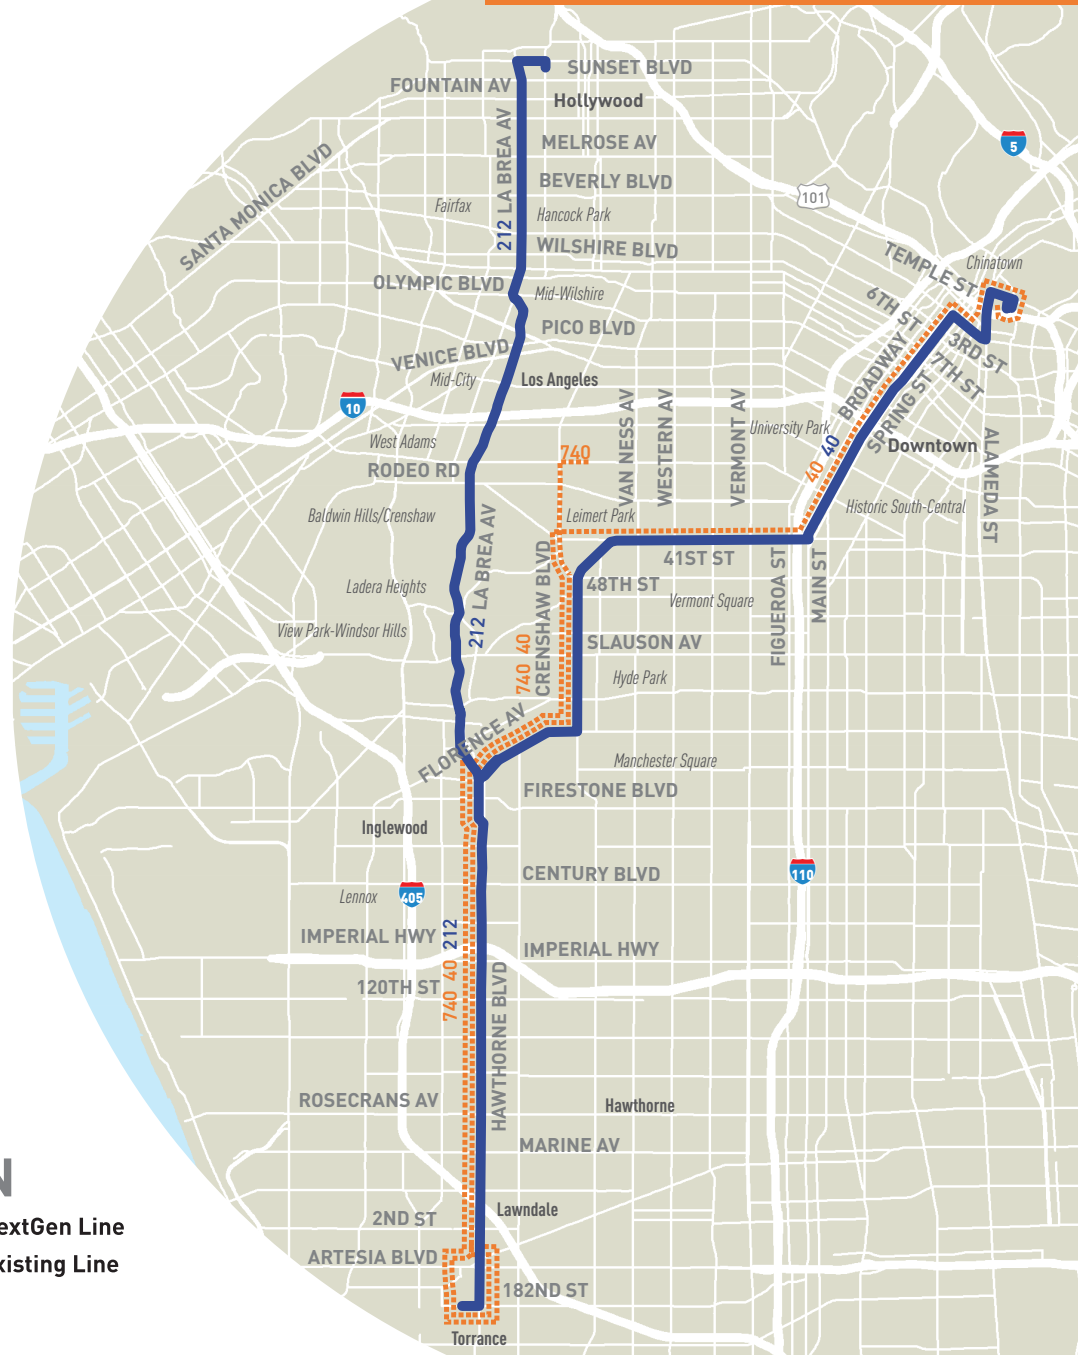 SUNSET BLVD
FOUNTAIN AV
Hollywood
212 LA BREA AV
MELROSE AV
5
SANTA MONICA BLVD
BEVERLY BLVD
101
Fairfax
Hancock Park
WILSHIRE BLVD
TEMPLE ST
Chinatown
OLYMPIC BLVD
Mid-Wilshire
6TH ST
PICO BLVD
VENICE BLVD
3RD ST
7TH ST
Mid-City
Los Angeles
BROADWAY
SPRING ST
10
VAN NESS AV
WESTERN AV
VERMONT AV
University Park
West Adams
40 40
Downtown
ALAMEDA ST
740
RODEO RD
Baldwin Hills/Crenshaw
Leimert Park
Historic South-Central
212 LA BREA AV
41ST ST
48TH ST
Ladera Heights
CRENSHAW BLVD
Vermont Square
FIGUEROA ST
MAIN ST
View Park-Windsor Hills
740 40
SLAUSON AV
Hyde Park
FLORENCE AV
Manchester Square
FIRESTONE BLVD
Inglewood
CENTURY BLVD
110
Lennox
405
IMPERIAL HWY
740 40 212
IMPERIAL HWY
120TH ST
HAWTHORNE BLVD
ROSECRANS AV
Hawthorne
MARINE AV
N
extGen Line
xisting Line
2ND ST
Lawndale
ARTESIA BLVD
182ND ST
Torrance